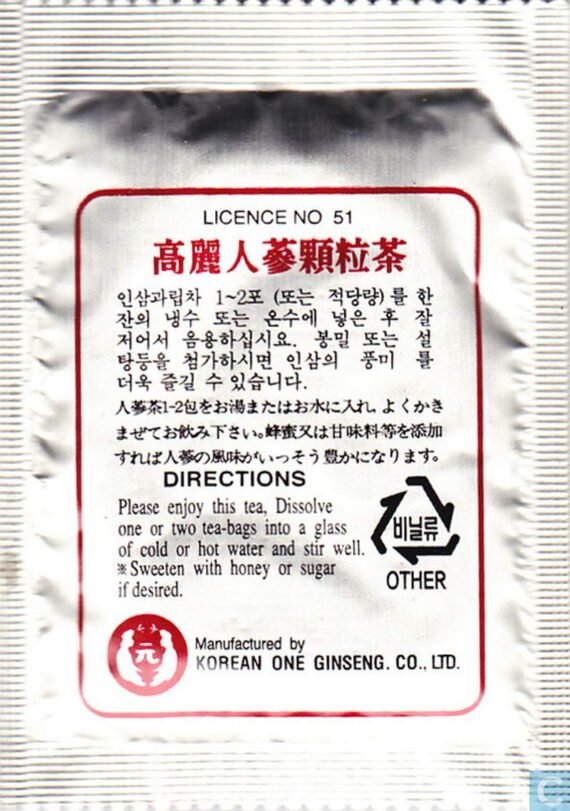 LICENCE NO 51
高麗人蔘顆粒茶
인삼과립차 1~2포 (또는 적당량) 를 한
잔의 냉수 또는 온수에 넣은 후 잘
저어서 음용하십시요. 봉밀 또는 설
탕등을 첨가하시면 인삼의 풍미 를
더욱 즐길 수 있습니다.
人蔘茶1-2包をお湯またはお水に入れ、よくかき
まぜてお飲み下さい。蜂蜜又は甘味料等を添加
すれば人蔘の風味がいっそう豊かになります。
DIRECTIONS
Please enjoy this tea, Dissolve
one or two tea-bags into a glass
of cold or hot water and stir well.
※Sweeten with honey or sugar
if desired.
비닐류
OTHER
元
Manufactured by
KOREAN ONE GINSENG. CO., LTD.
C